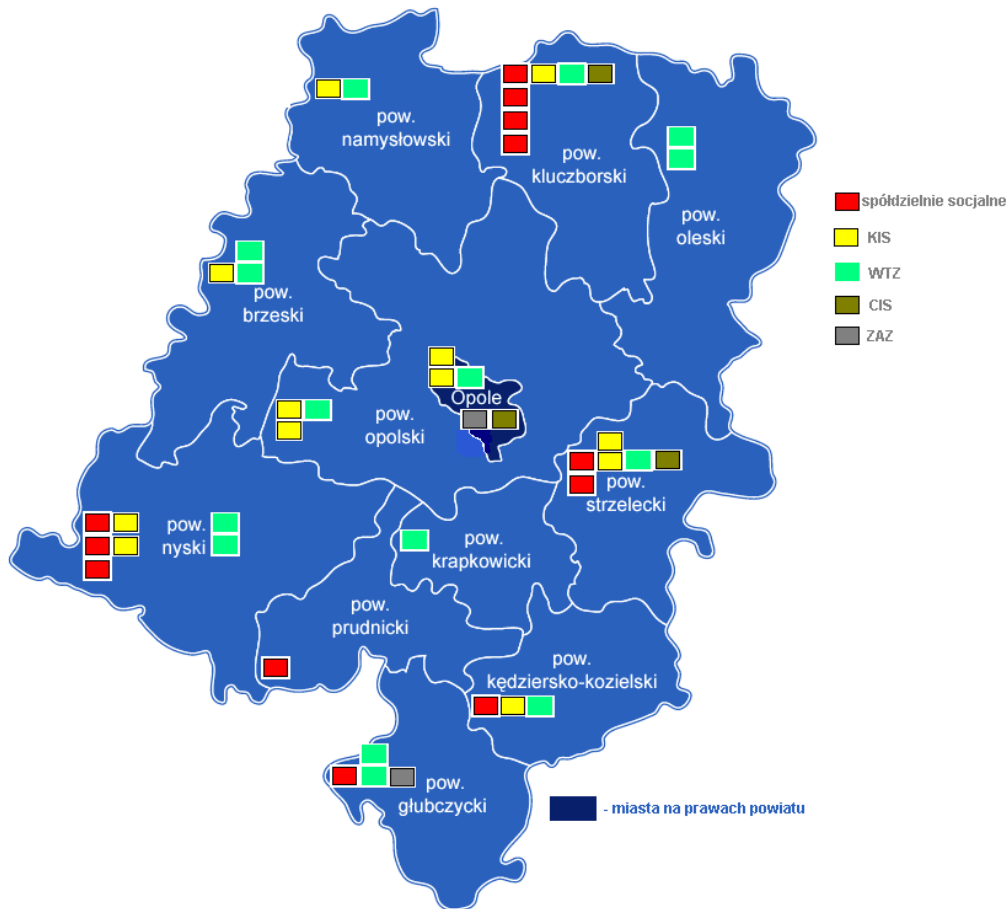 pow.
namysłowski
pow.
kluczborski
pow.
oleski
spółdzielnie socjalne
KIS
WTZ
CIS
ZAZ
pow.
brzeski
Opole
pow.
opolski
pow.
strzelecki
pow.
nyski
pow.
krapkowicki
pow.
prudnicki
pow.
kędziersko-kozielski
pow.
głubczycki
- miasta na prawach powiatu